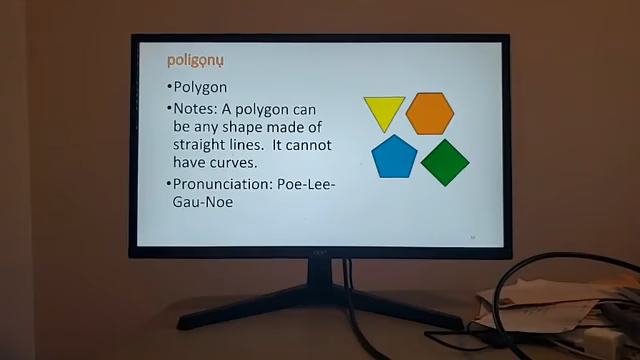 poligọnụ
•Polygon
•Notes: A polygon can
be any shape made of
straight lines. It cannot
have curves.
•Pronunciation: Poe-Lee-
Gau-Noe